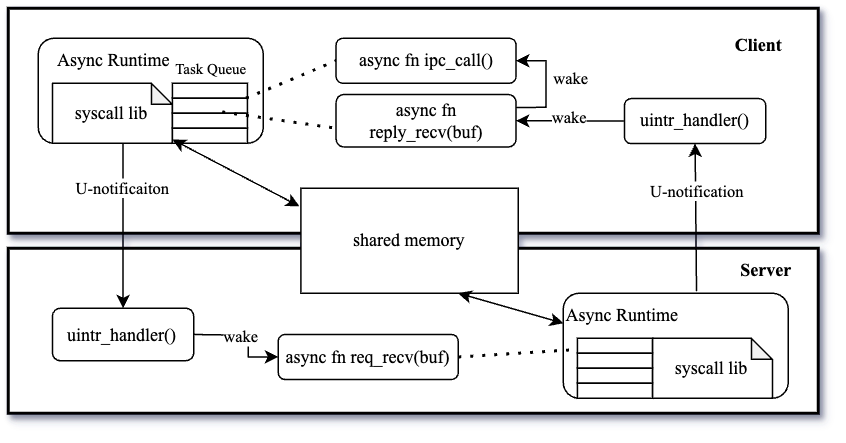 Client
Async Runtime
Task Queue
syscall lib
async fn ipc_call()
wake
async fn
reply_recv(buf)
wake
uintr_handler()
U-notificaiton
U-notification
shared memory
Server
uintr_handler()
wake
async fn req_recv(buf)
Async Runtime
syscall lib